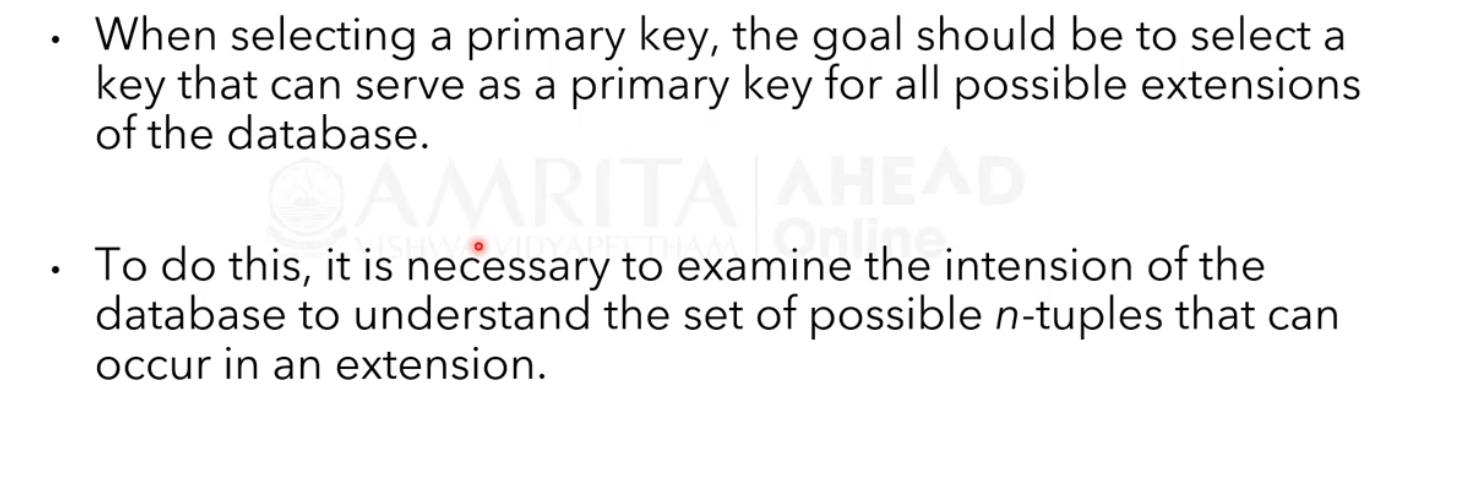 • When selecting a primary key, the goal should be to select a
key that can serve as a primary key for all possible extensions
of the database.
AMRITA AHEAD
VISHWA VIDYAPEETHAM Online
• To do this, it is necessary to examine the intension of the
database to understand the set of possible n-tuples that can
occur in an extension.